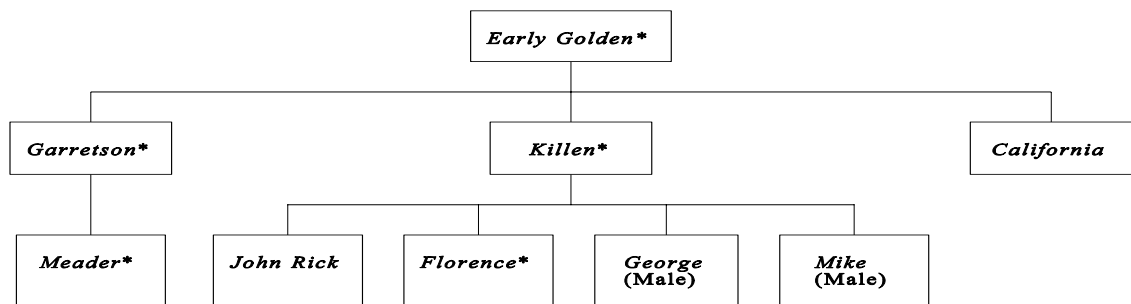 Early Golden*
Garretson*
Killen*
California
Meader*
John Rick
Florence*
George
(Male)
Mike
(Male)